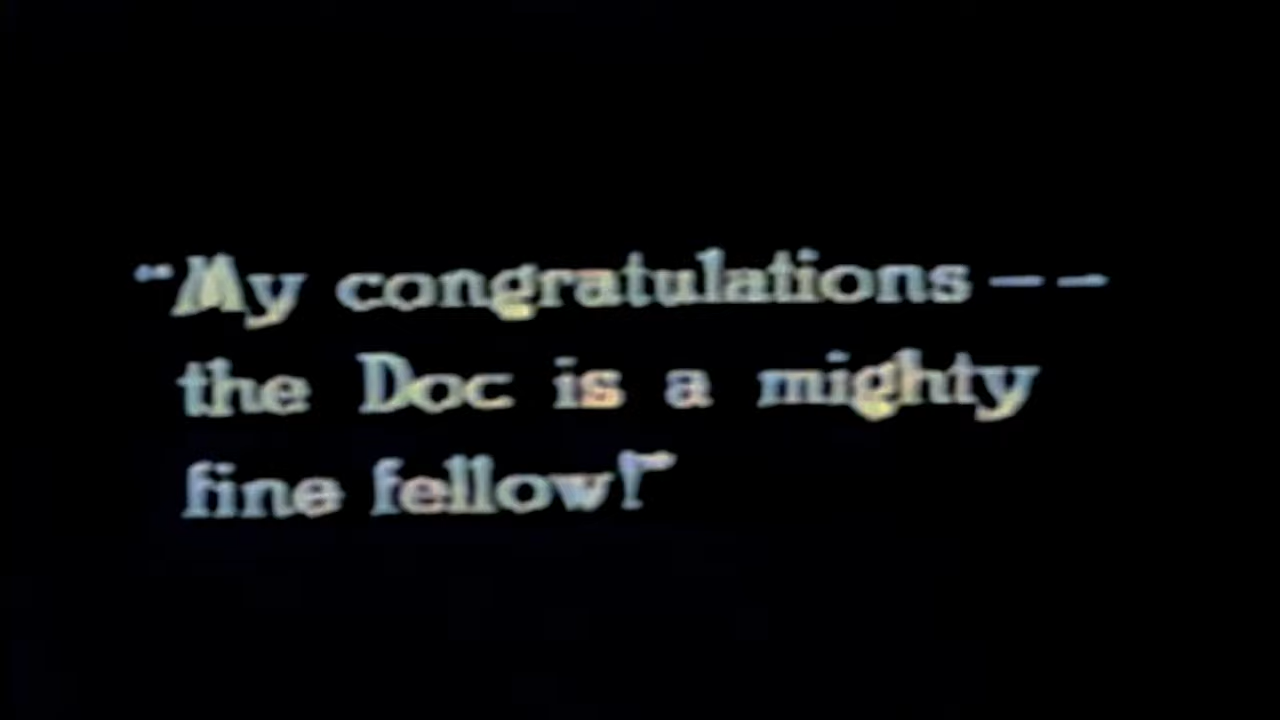 "My congratulations --
the Doc is a mighty
fine fellow!"